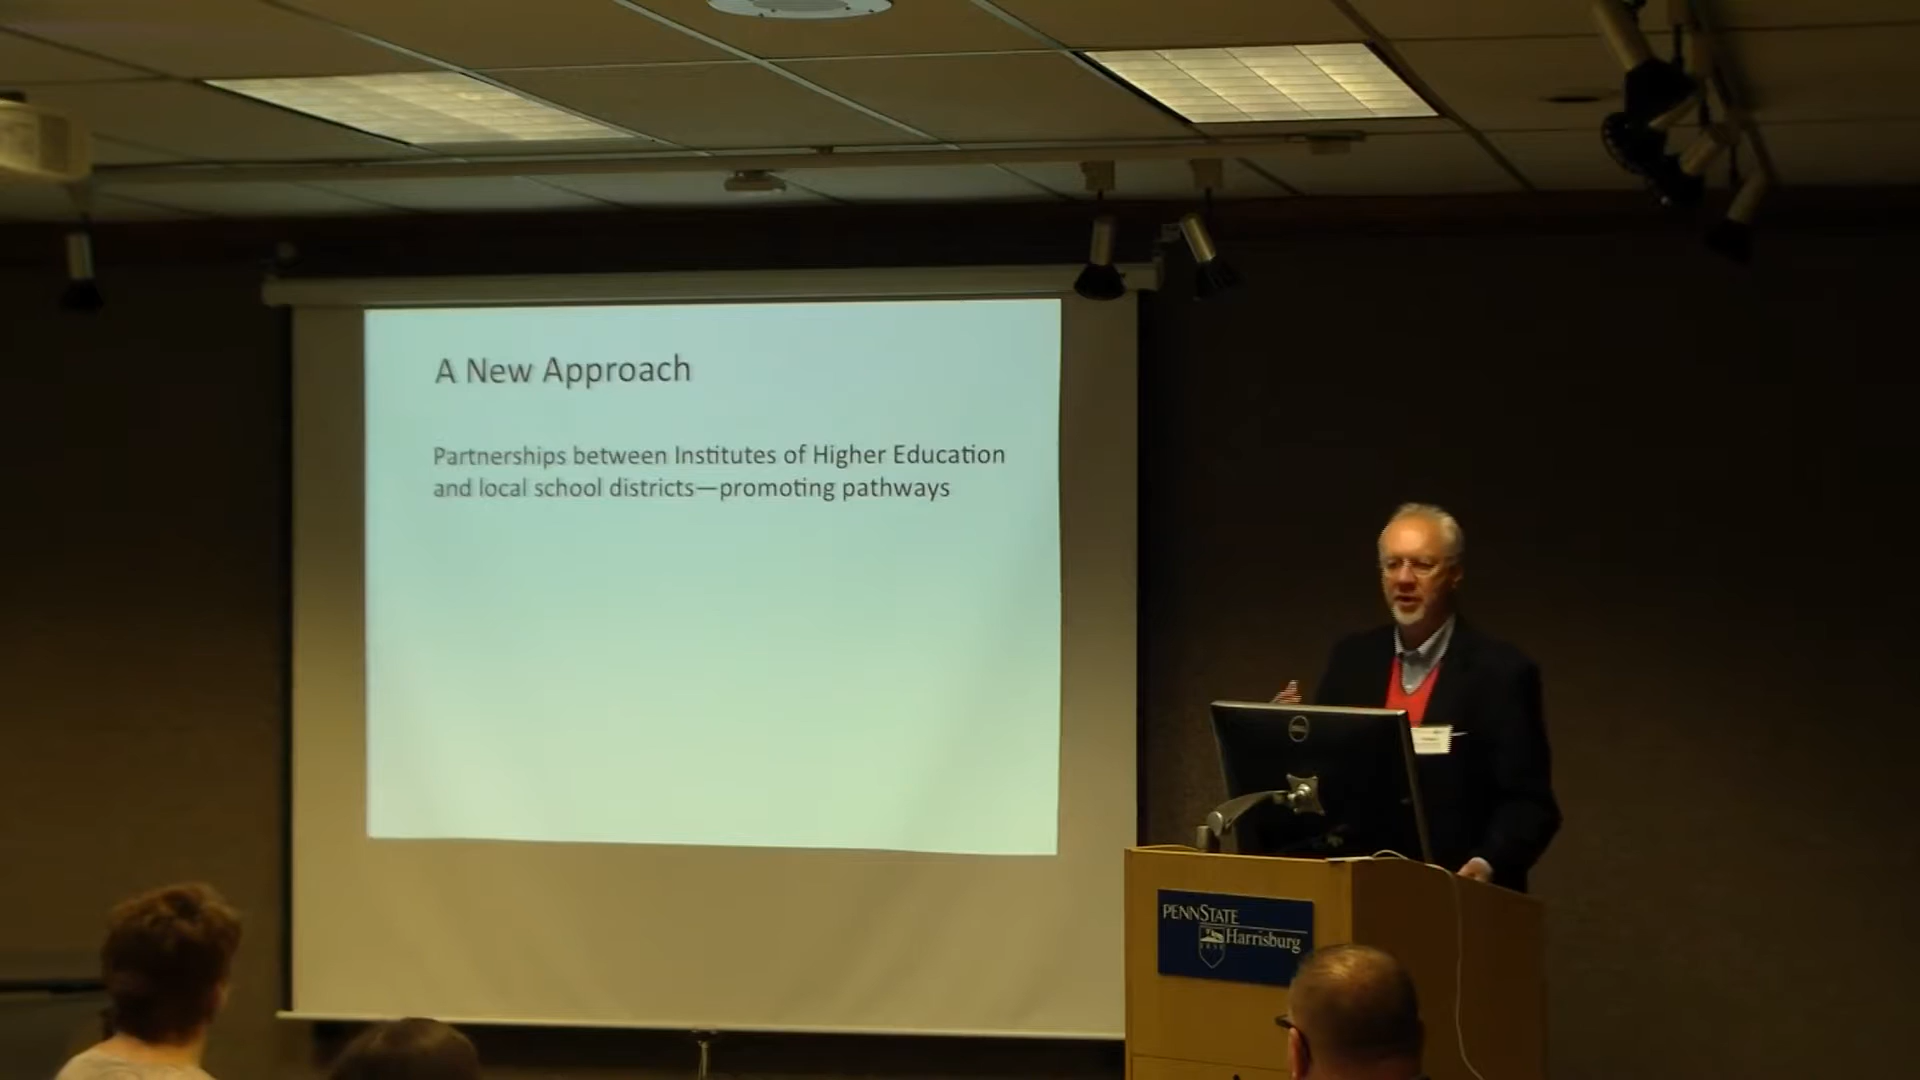 A New Approach
Partnerships between Institutes of Higher Education
and local school districts—promoting pathways
PENNSTATE
Harrisburg